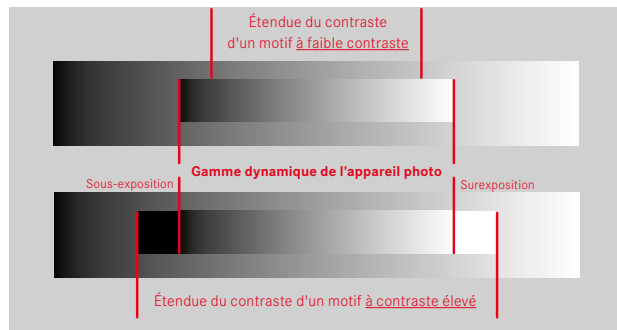 Étendue du contraste
d'un motif à faible contraste
Gamme dynamique de l'appareil photo
Sous-exposition
Surexposition
Étendue du contraste d'un motif à contraste élevé